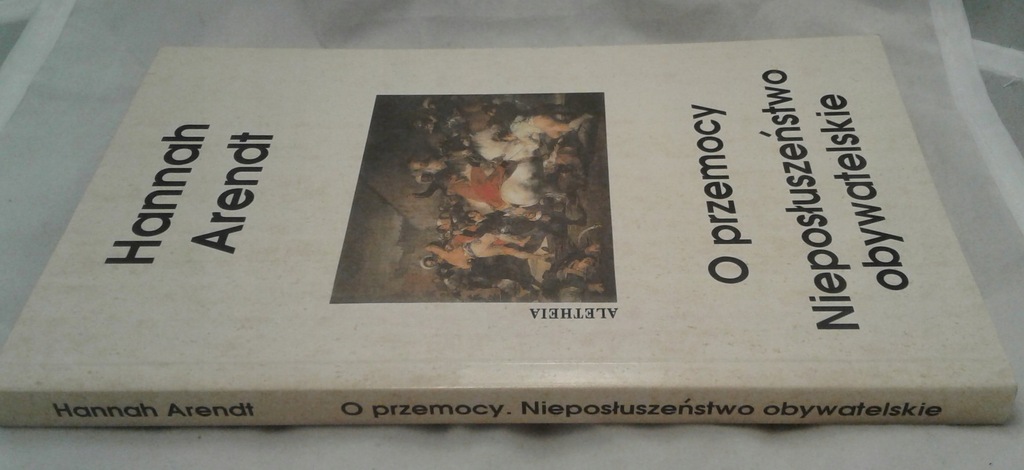 Hannah
Arendt
ALETHEIA
O przemocy
Nieposłuszeństwo
obywatelskie
Hannah Arendt O przemocy. Nieposłuszeństwo obywatelskie